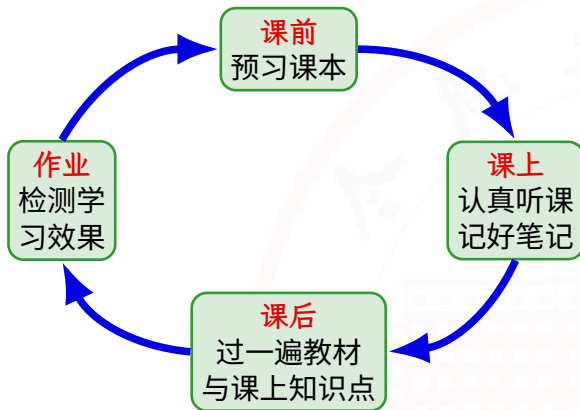 课前
预习课本
课上
认真听课
记好笔记
课后
过一遍教材
与课上知识点
作业
检测学
习效果